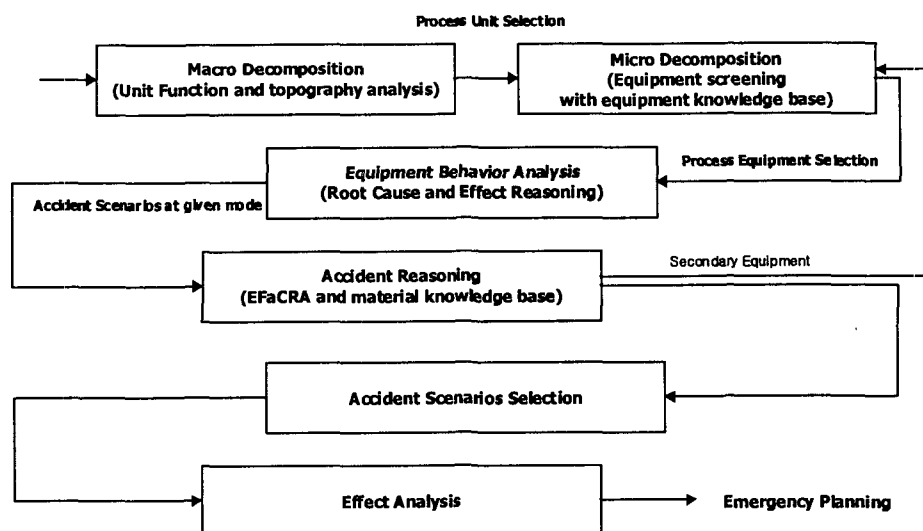 Process Unit Selection
Macro Decomposition
(Unit Function and topography analysis)
Micro Decomposition
(Equipment screening
with equipment knowledge base)
Equipment Behavior Analysis
(Root Cause and Effect Reasoning)
Process Equipment Selection
Accident Scenarios at given mode
Accident Reasoning
(EFaCRA and material knowledge base)
Secondary Equipment
Accident Scenarios Selection
Effect Analysis
Emergency Planning